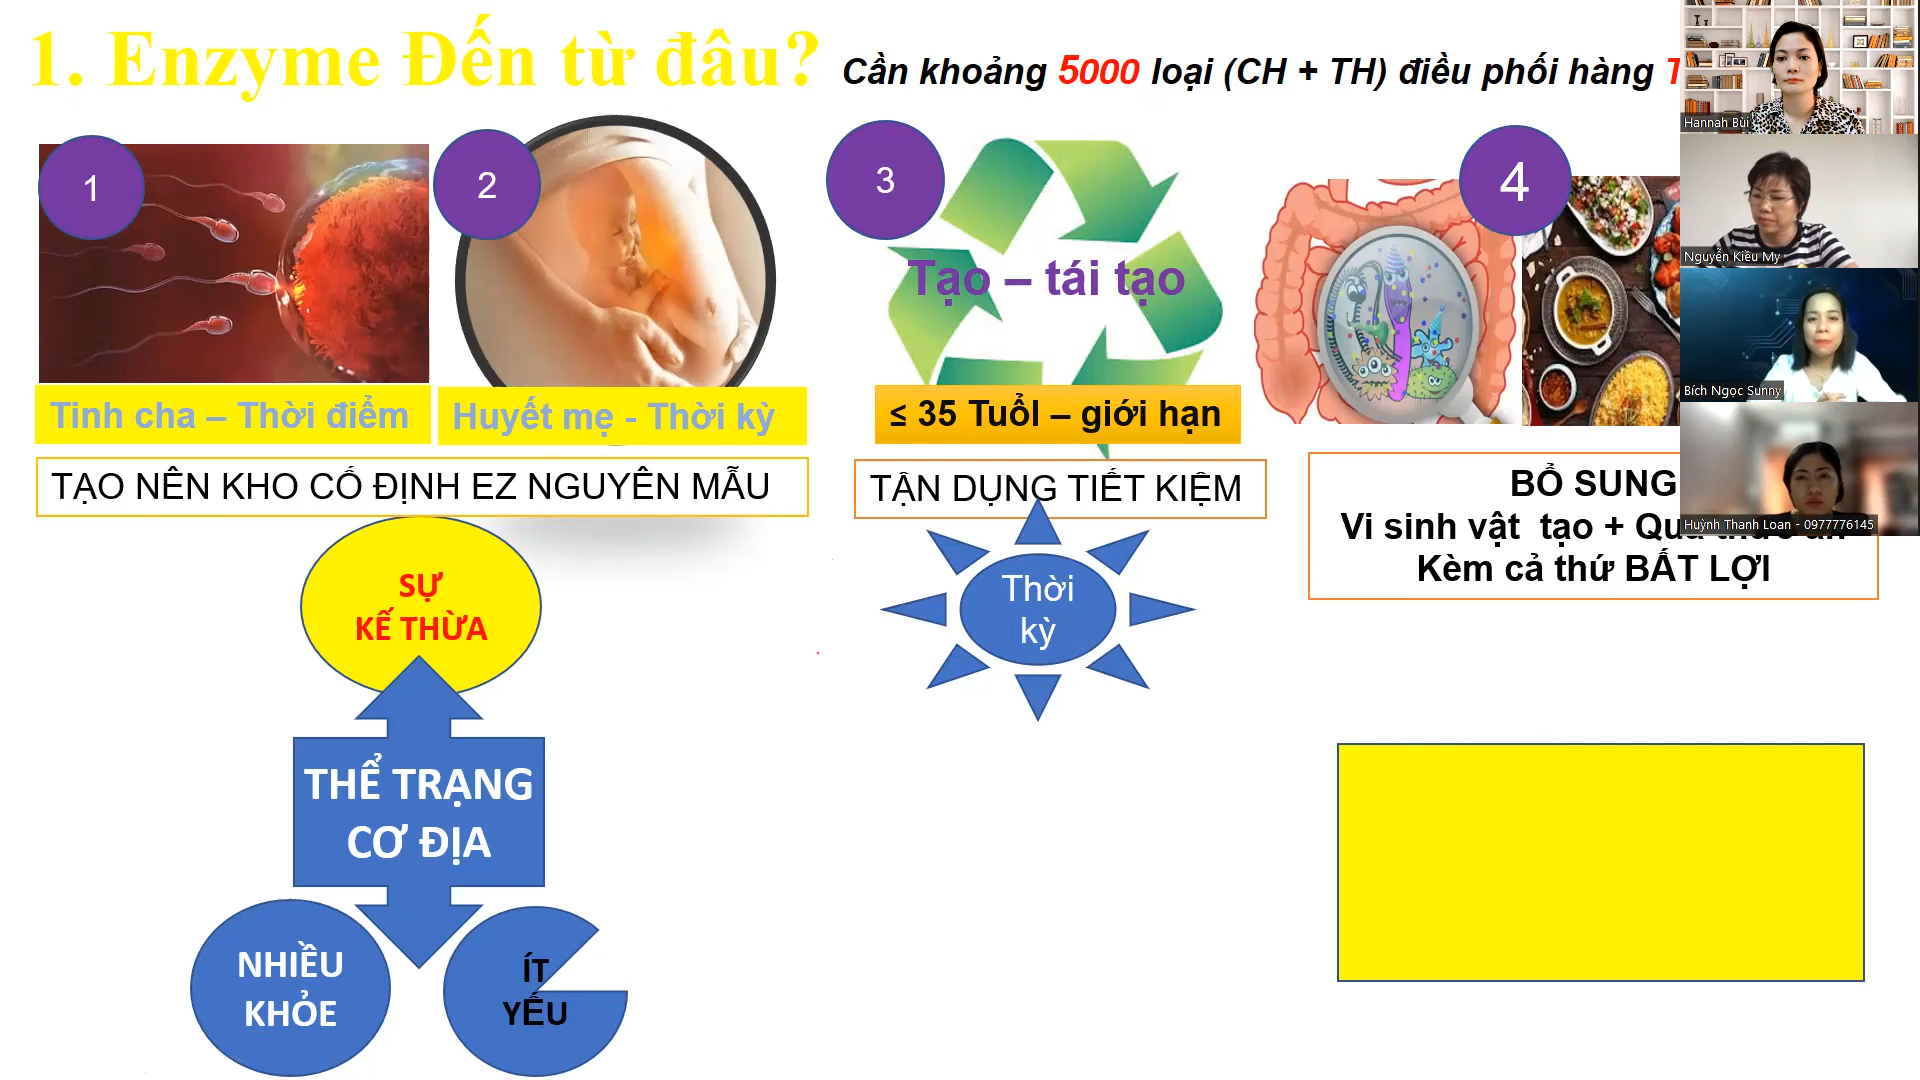 1. Enzyme Đến từ đâu?
Cần khoảng 5000 loại (CH + TH) điều phối hàng
1
2
3
4
Tạo – tái tạo
Tinh cha – Thời điểm
Huyết mẹ - Thời kỳ
≤ 35 Tuổi – giới hạn
TẠO NÊN KHO CỐ ĐỊNH EZ NGUYÊN MẪU
TẬN DỤNG TIẾT KIỆM
BỔ SUNG
Vi sinh vật tạo +
Kèm cả thứ BẤT LỢI
SỰ
KẾ THỪA
Thời
kỳ
THỂ TRẠNG
CƠ ĐỊA
NHIỀU
KHỎE
ÍT
YẾU
Hannah Bùi
Nguyễn Kiều My
Bích Ngọc Sunny
Huỳnh Thanh Loan - 0977776145